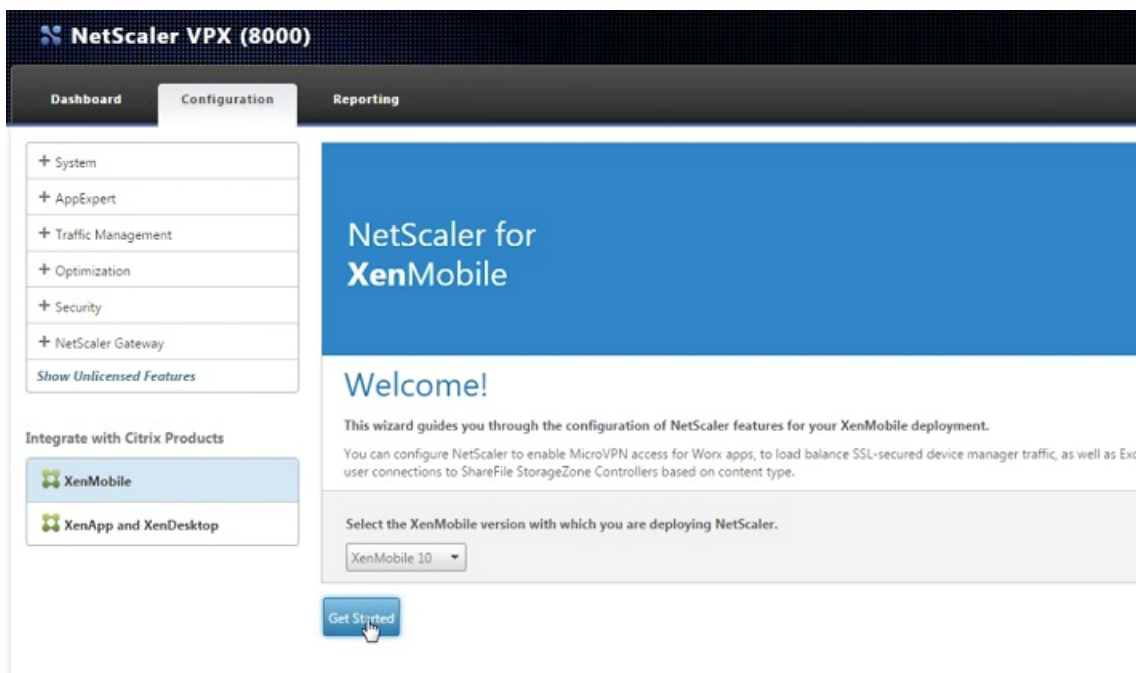 NetScaler VPX (8000)
Dashboard
Configuration
Reporting
+ System
+ AppExpert
+ Traffic Management
+ Optimization
+ Security
+ NetScaler Gateway
Show Unlicensed Features
Integrate with Citrix Products
XenMobile
XenApp and XenDesktop
NetScaler for
XenMobile
Welcome!
This wizard guides you through the configuration of NetScaler features for your XenMobile deployment.
You can configure NetScaler to enable MicroVPN access for Worx apps, to load balance SSL-secured device manager traffic, as well as Exc
user connections to ShareFile StorageZone Controllers based on content type.
Select the XenMobile version with which you are deploying NetScaler.
XenMobile 10
Get Started